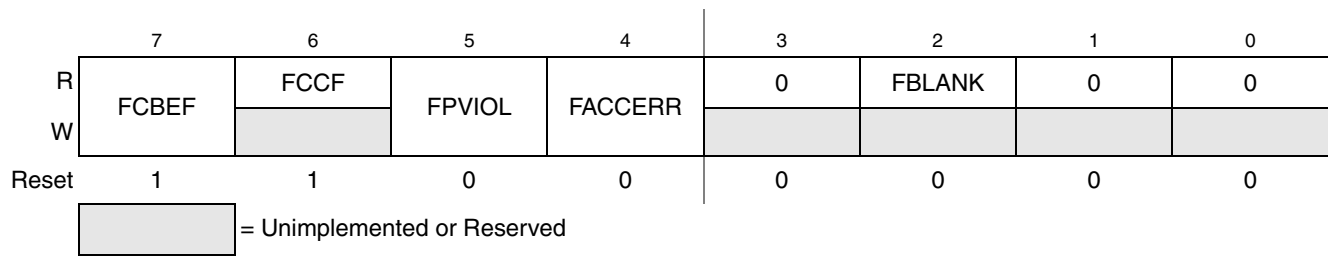 7 6 5 4 3 2 1 0
R FCBEF FCCF FPVIOL FACCERR 0 FBLANK 0 0
W
Reset 1 1 0 0 0 0 0 0
= Unimplemented or Reserved